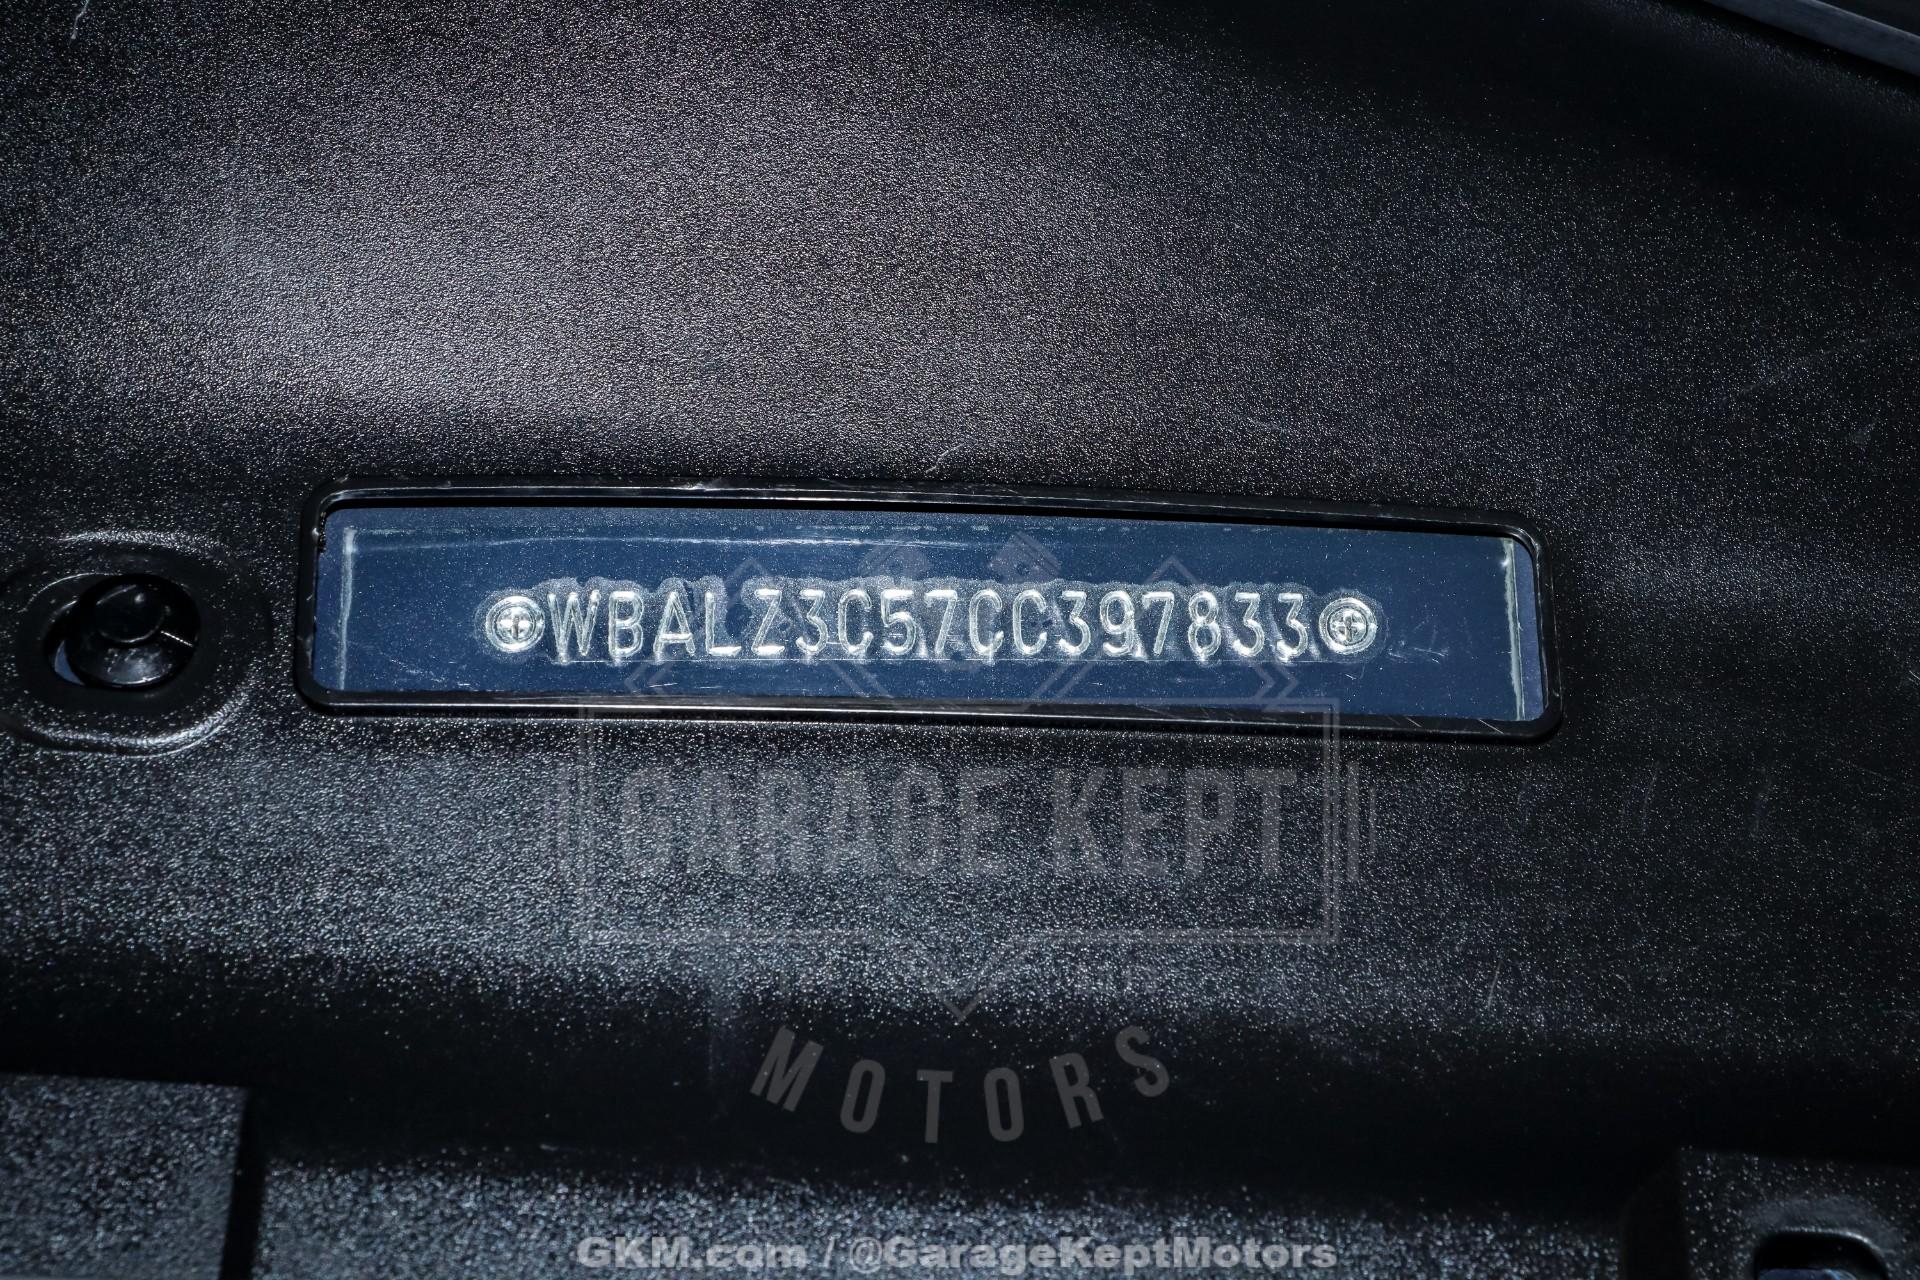 WBALZ3C57CC397833
GARAGE KEPT
MOTORS
GKM.com / @GarageKeptMotors